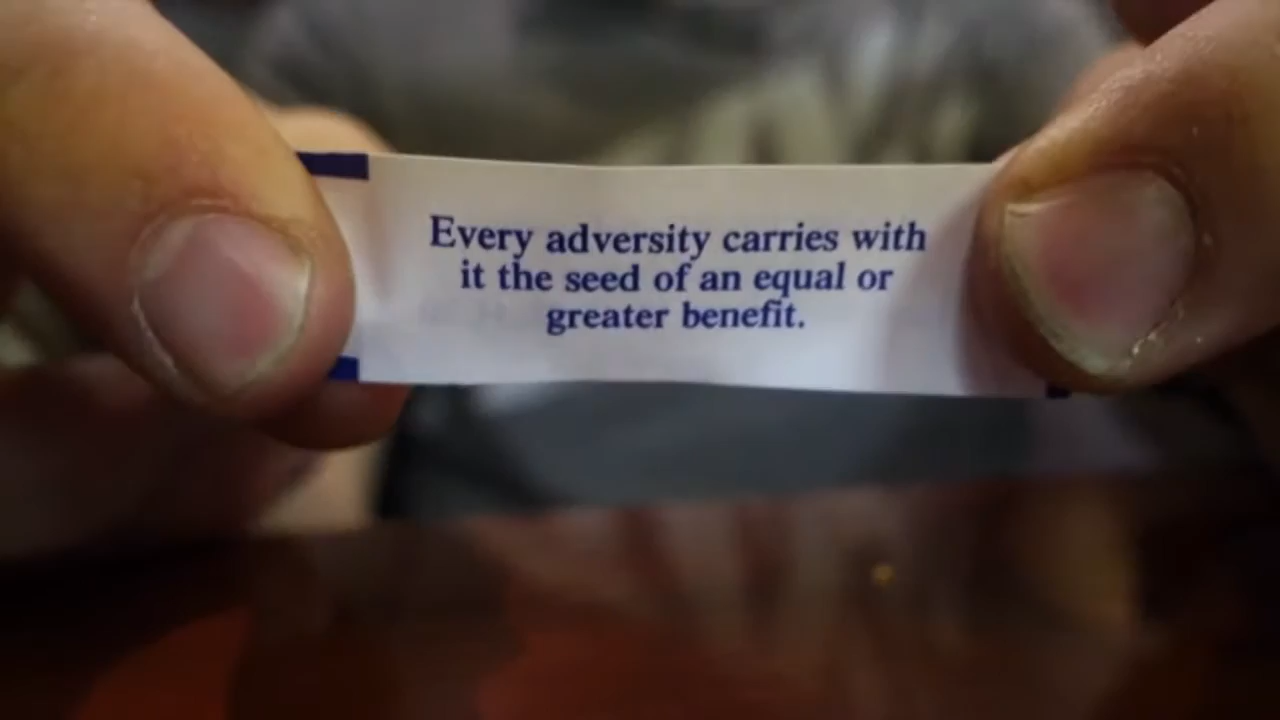 Every adversity carries with
it the seed of an equal or
greater benefit.